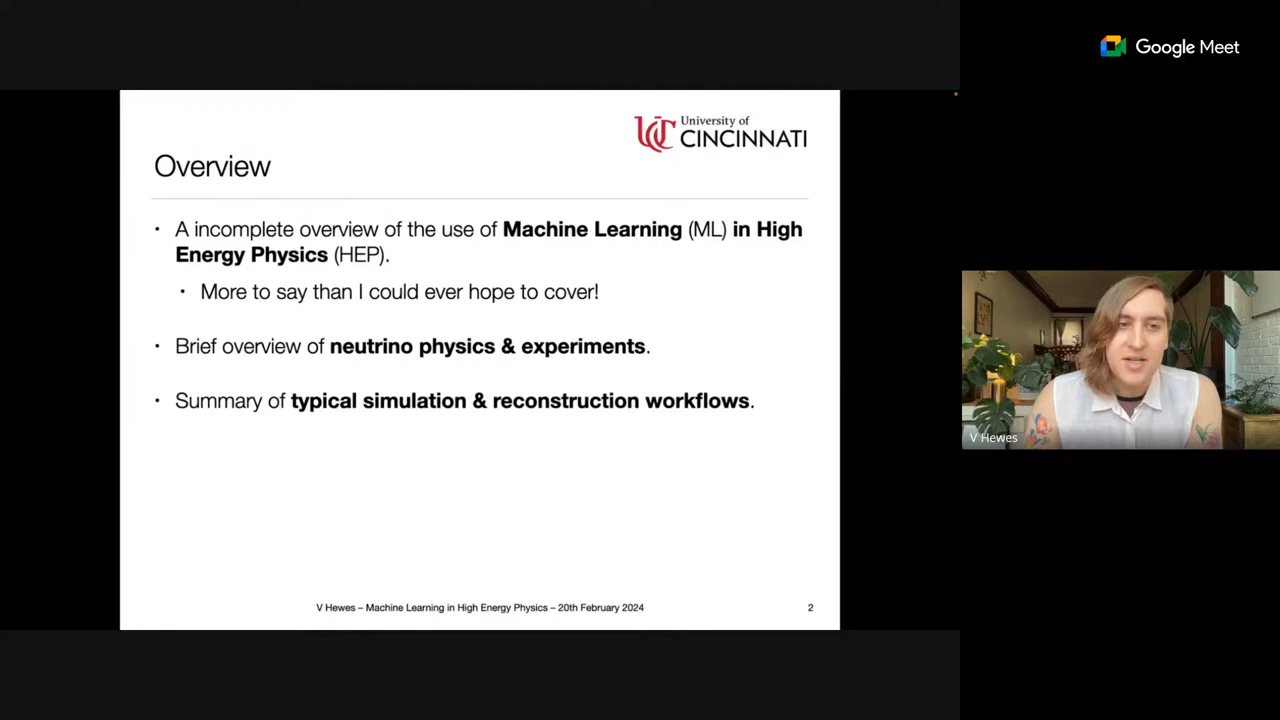 Google Meet
University of
CINCINNATI
Overview
• A incomplete overview of the use of Machine Learning (ML) in High
Energy Physics (HEP).
• More to say than I could ever hope to cover!
• Brief overview of neutrino physics & experiments.
• Summary of typical simulation & reconstruction workflows.
V Hewes
V Hewes – Machine Learning in High Energy Physics – 20th February 2024
2